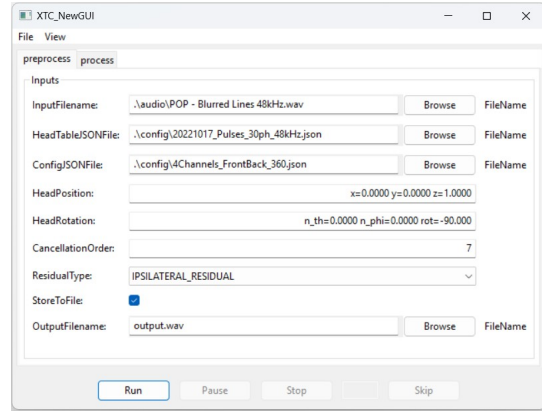 XTC_NewGUI
File View
preprocess process
Inputs
InputFilename: .\audio\POP - Blurred Lines 48kHz.wav Browse FileName
HeadTableJSONFile: .\config\20221017_Pulses_30ph_48kHz.json Browse FileName
ConfigJSONFile: .\config\4Channels_FrontBack_360.json Browse FileName
HeadPosition: x=0.0000 y=0.0000 z=1.0000
HeadRotation: n_th=0.0000 n_phi=0.0000 rot=-90.000
CancellationOrder: 7
ResidualType: IPSILATERAL_RESIDUAL
StoreToFile:
OutputFilename: output.wav Browse FileName
Run Pause Stop Skip